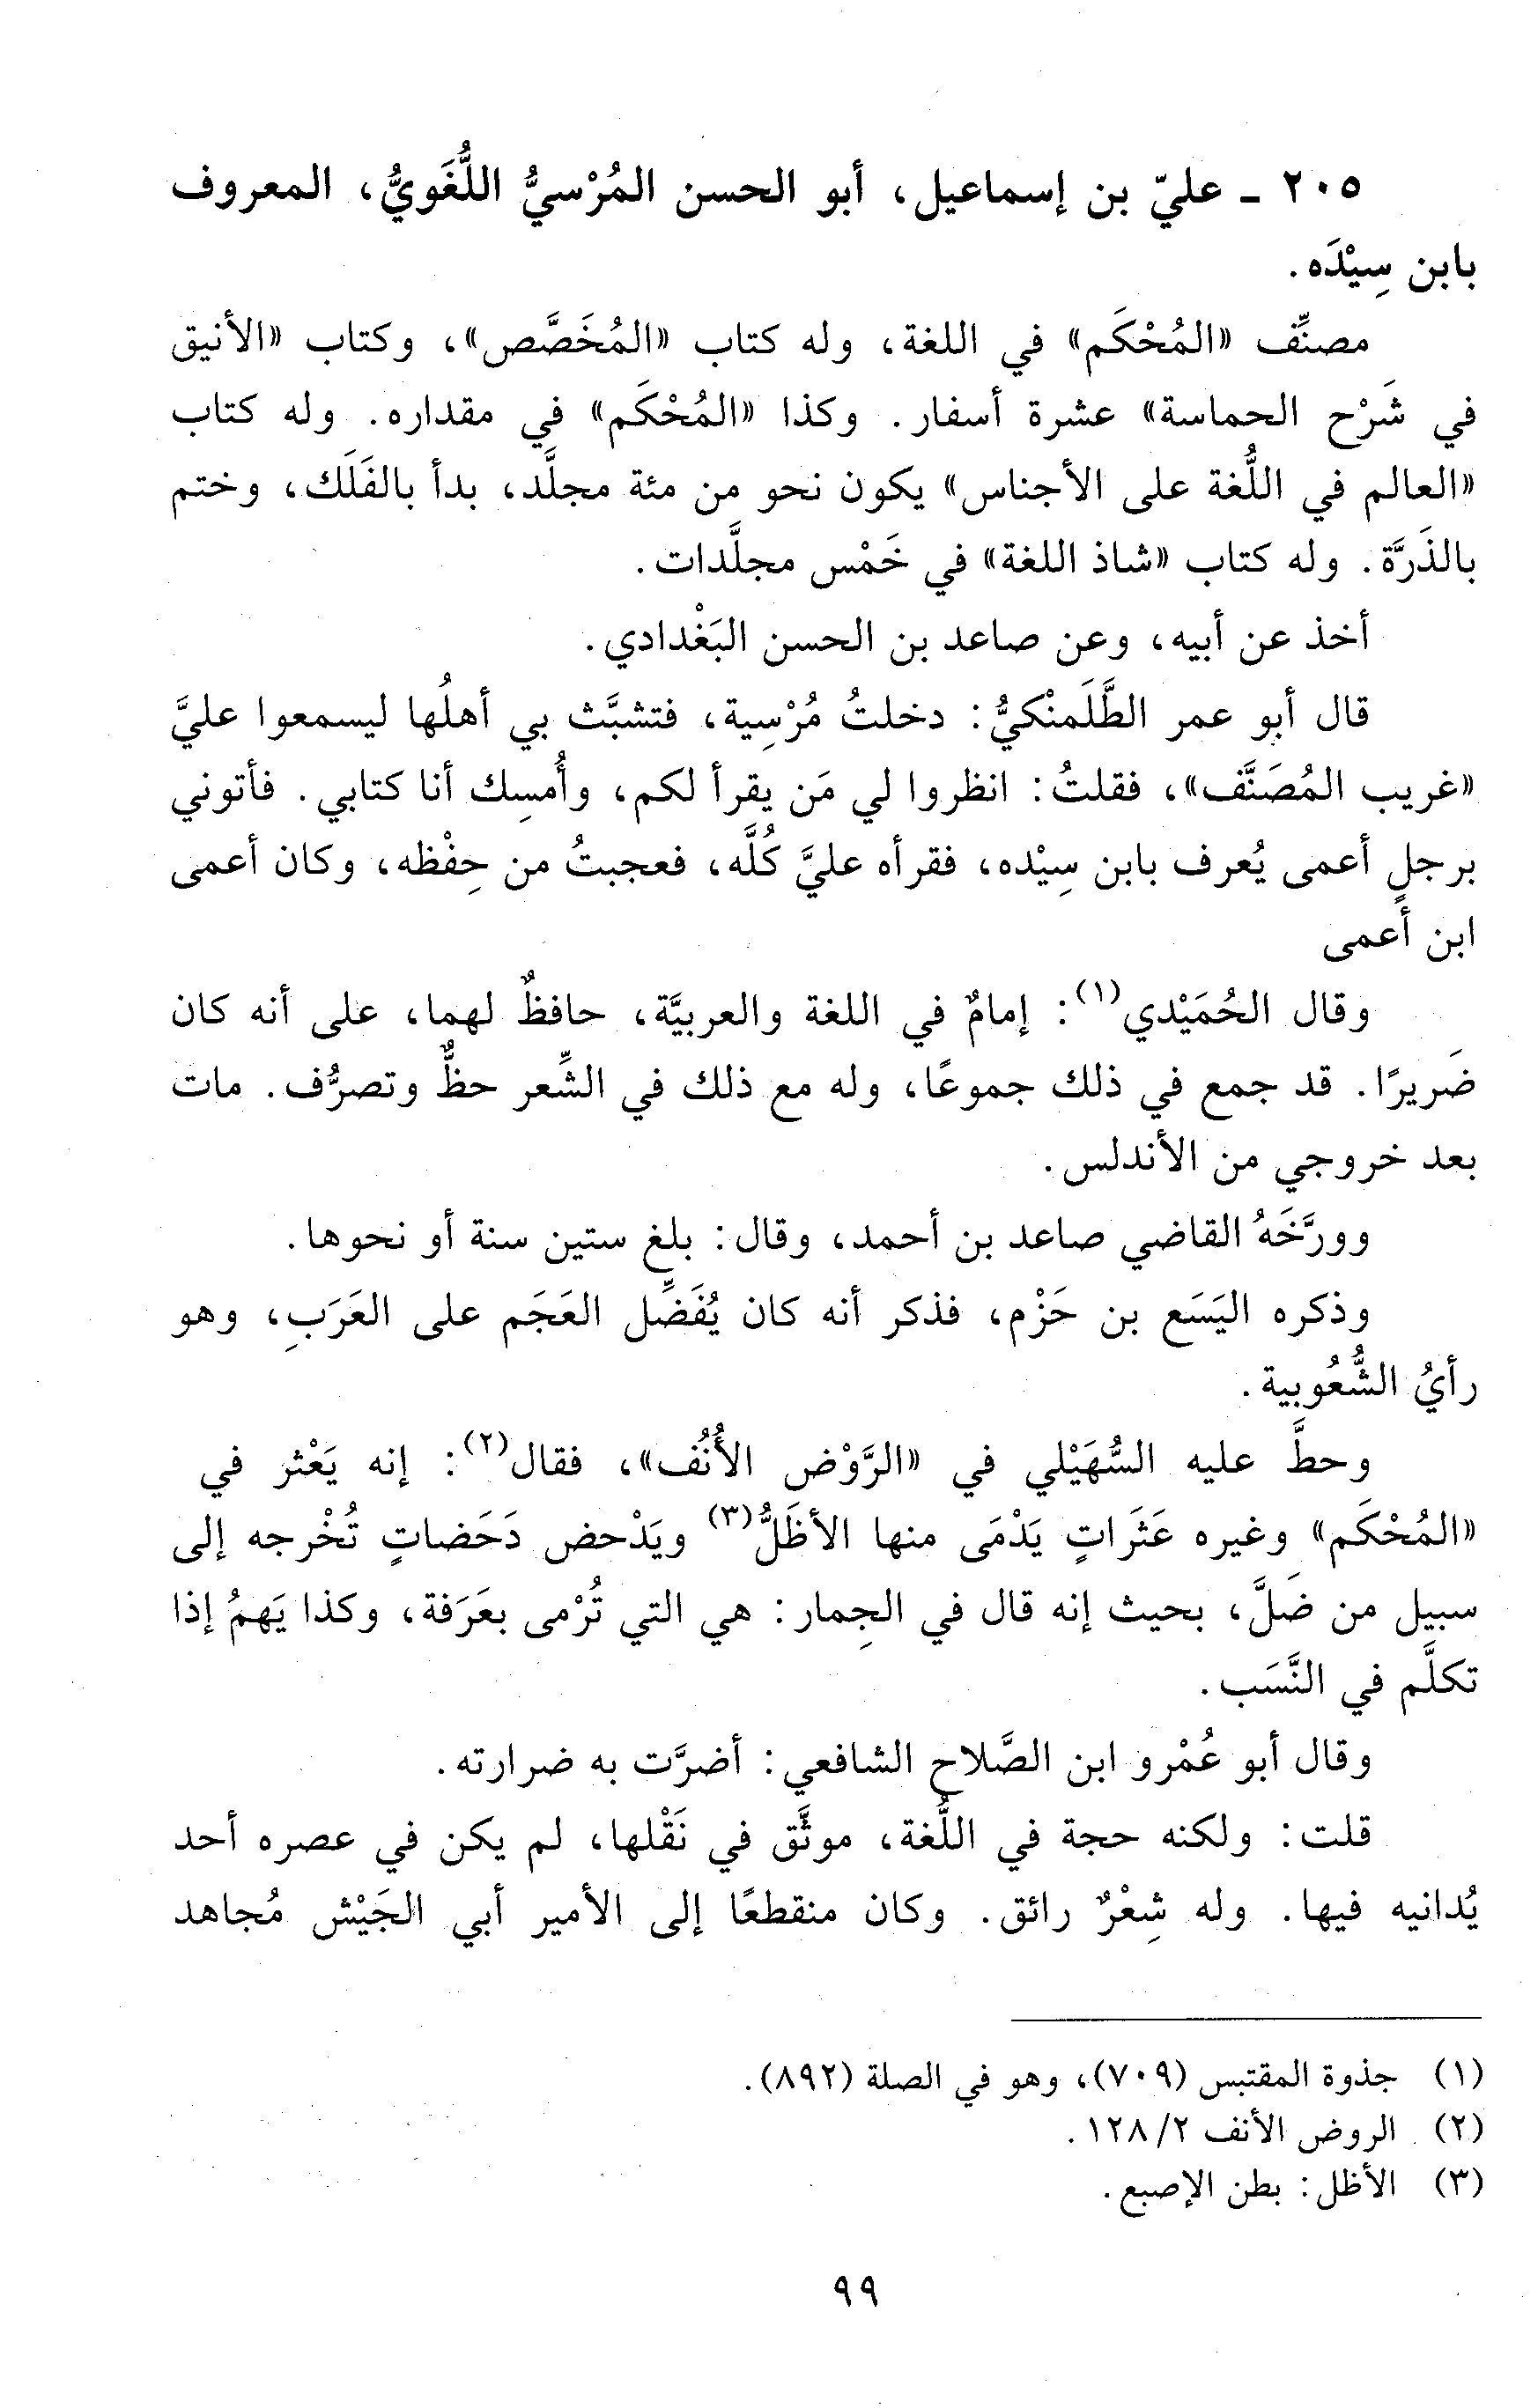 ٢٠٥ ـ عليّ بن إسماعيل، أبو الحسن المُرْسيُّ اللُّغَويُّ، المعروف
بابن سِيْدَه.
مصنِّف «المُحْكَم» في اللغة، وله كتاب «المُخَصَّص»، وكتاب «الأنيق
في شَرْح الحماسة» عشرة أسفار. وكذا «المُحْكَم» في مقداره. وله كتاب
«العالم في اللُّغة على الأجناس» يكون نحو من مئة مجلَّد، بدأ بالفَلَك، وختم
بالذَرَّة. وله كتاب «شاذ اللغة» في خَمْس مجلَّدات.
أخذ عن أبيه، وعن صاعد بن الحسن البَغْدادي.
قال أبو عمر الطَّلَمنْكيُّ: دخلتُ مُرْسِية، فتشبَّث بي أهلُها ليسمعوا عليَّ
«غريب المُصَنَّف»، فقلتُ: انظروا لي مَن يقرأ لكم، وأُمسِك أنا كتابي. فأتوني
برجلٍ أعمى يُعرف بابن سِيْده، فقرأه عليَّ كُلَّه، فعجبتُ من حِفْظه، وكان أعمى
ابن أعمى
وقال الحُمَيْدي(١): إمامٌ في اللغة والعربيَّة، حافظٌ لهما، على أنه كان
ضَريرًا. قد جمع في ذلك جموعًا، وله مع ذلك في الشِّعر حظٌّ وتصرُّف. مات
بعد خروجي من الأندلس.
وورَّخَهُ القاضي صاعد بن أحمد، وقال: بلغ ستين سنة أو نحوها.
وذكره اليَسَع بن حَزْم، فذكر أنه كان يُفَضِّل العَجَم على العَرَبِ، وهو
رأيُ الشُّعُوبية.
وحطَّ عليه السُّهَيْلي في «الرَّوْض الأُنُف»، فقال(٢): إنه يَعْثر في
«المُحْكَم» وغيره عَثَراتٍ يَدْمَى منها الأظَلُّ(٣) ويَدْحض دَحَضاتٍ تُخْرجه إلى
سبيل من ضَلَّ، بحيث إنه قال في الجِمار: هي التي تُرْمى بعَرَفة، وكذا يَهمُ إذا
تكلَّم في النَّسَب.
وقال أبو عُمْرو ابن الصَّلاح الشافعي: أضرَّت به ضرارته.
قلت: ولكنه حجة في اللُّغة، موثَّق في نَقْلها، لم يكن في عصره أحد
يُدانيه فيها. وله شِعْرٌ رائق. وكان منقطعًا إلى الأمير أبي الجَيْش مُجاهد
(١) جذوة المقتبس (٧٠٩)، وهو في الصلة (٨٩٢).
(٢) الروض الأنف ٢/ ١٢٨.
(٣) الأظل: بطن الإصبع.
٩٩